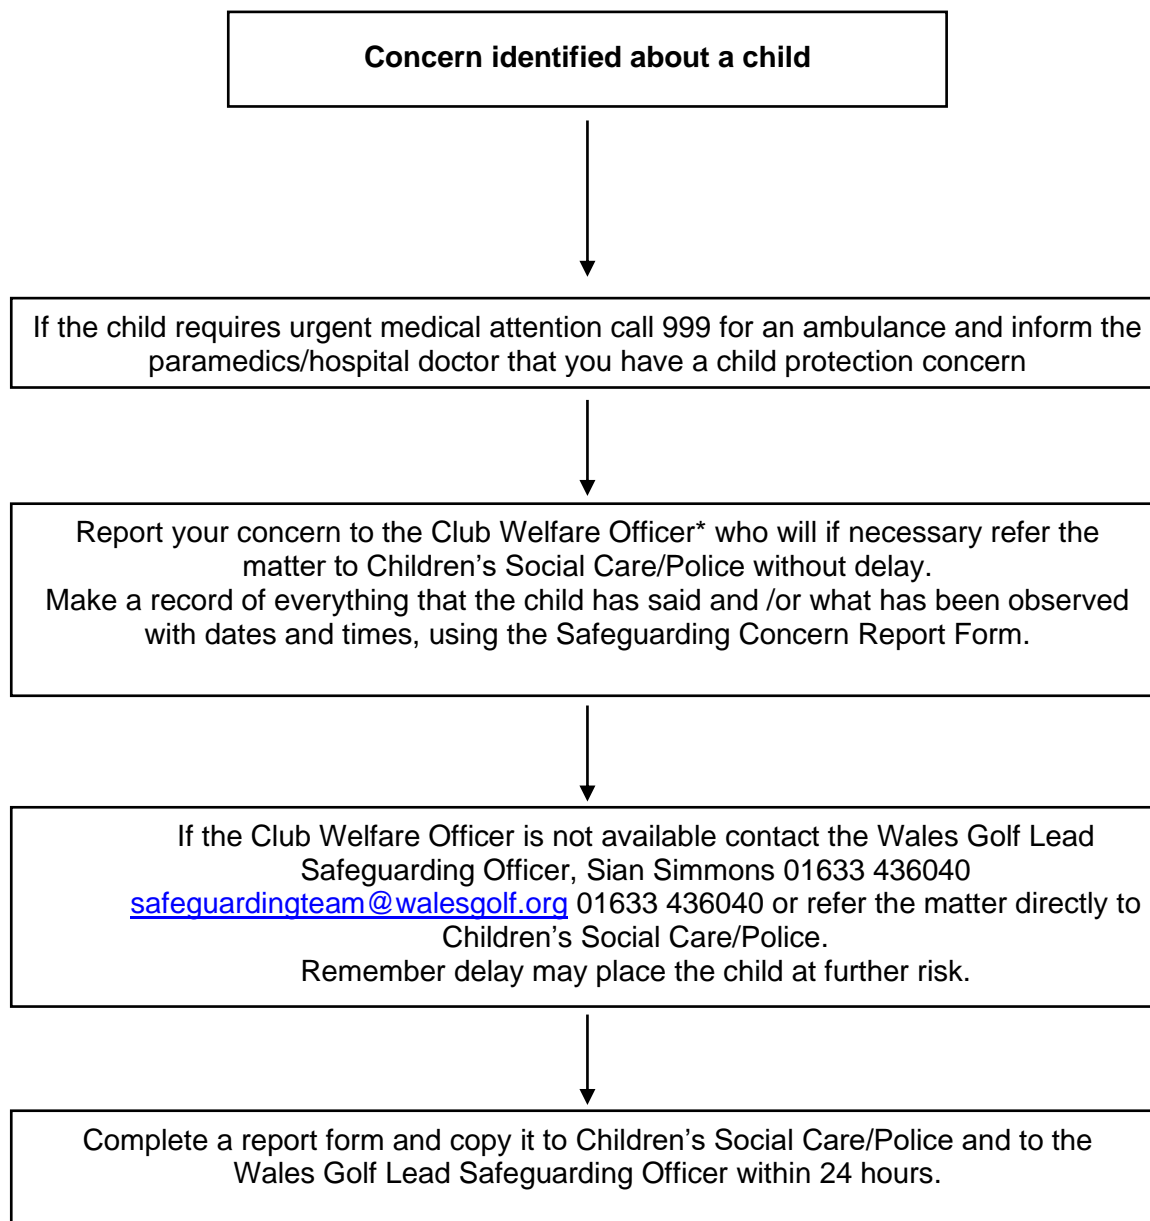 Concern identified about a child
If the child requires urgent medical attention call 999 for an ambulance and inform the
paramedics/hospital doctor that you have a child protection concern
Report your concern to the Club Welfare Officer* who will if necessary refer the
matter to Children’s Social Care/Police without delay.
Make a record of everything that the child has said and /or what has been observed
with dates and times, using the Safeguarding Concern Report Form.
If the Club Welfare Officer is not available contact the Wales Golf Lead
Safeguarding Officer, Sian Simmons 01633 436040
safeguardingteam@walesgolf.org 01633 436040 or refer the matter directly to
Children’s Social Care/Police.
Remember delay may place the child at further risk.
Complete a report form and copy it to Children’s Social Care/Police and to the
Wales Golf Lead Safeguarding Officer within 24 hours.